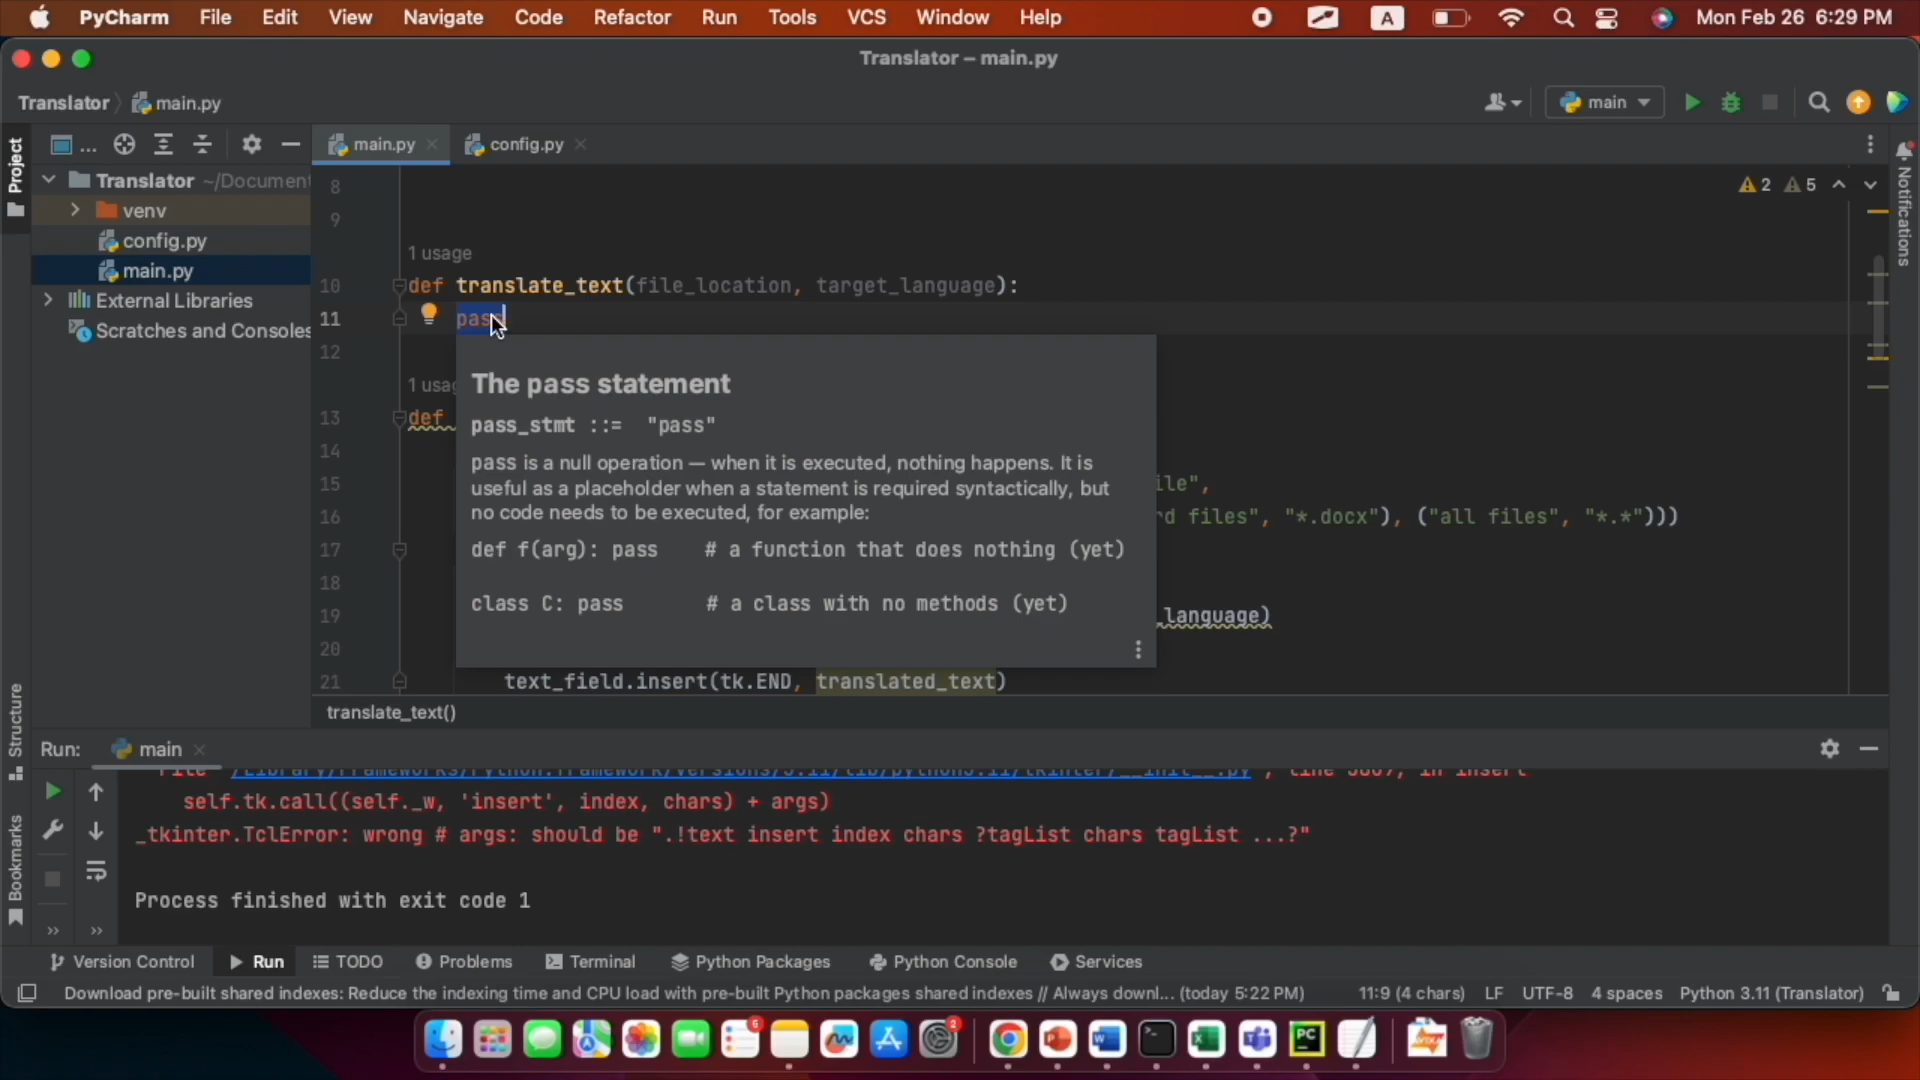 PyCharm File Edit View Navigate Code Refactor Run Tools VCS Window Help A Mon Feb 26 6:29 PM
Translator – main.py
Translator main.py main
Project
... main.py config.py
Translator ~/Document
venv
config.py
main.py
External Libraries
Scratches and Consoles
2 5
Notifications
8
9
1 usage
10 def translate_text(file_location, target_language):
11 pass
12
The pass statement
13 def
pass_stmt ::= "pass"
14
pass is a null operation — when it is executed, nothing happens. It is
15 useful as a placeholder when a statement is required syntactically, but ile",
16 no code needs to be executed, for example: rd files", "*.docx"), ("all files", "*.*")))
17 def f(arg): pass # a function that does nothing (yet)
18
class C: pass # a class with no methods (yet)
19 _language)
20
21 text_field.insert(tk.END, translated_text)
translate_text()
Structure
Bookmarks
Run: main
self.tk.call((self._w, 'insert', index, chars) + args)
_tkinter.TclError: wrong # args: should be ".!text insert index chars ?tagList chars tagList ...?"
Process finished with exit code 1
Version Control Run TODO Problems Terminal Python Packages Python Console Services
Download pre-built shared indexes: Reduce the indexing time and CPU load with pre-built Python packages shared indexes // Always downl... (today 5:22 PM) 11:9 (4 chars) LF UTF-8 4 spaces Python 3.11 (Translator)
6 2 PC